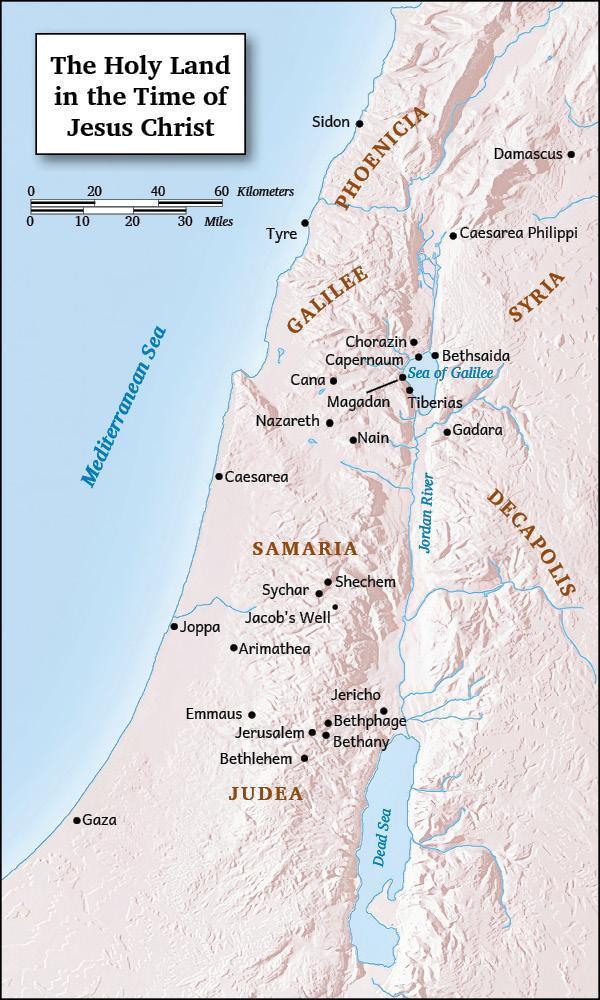 The Holy Land
in the Time of
Jesus Christ
0 20 40 60 Kilometers
0 10 20 30 Miles
Sidon
PHOENICIA
Damascus
Tyre
Caesarea Philippi
GALILEE
SYRIA
Mediterranean Sea
Chorazin
Capernaum
Bethsaida
Sea of Galilee
Cana
Magadan
Tiberias
Nazareth
Nain
Gadara
Caesarea
Jordan River
DECAPOLIS
SAMARIA
Shechem
Sychar
Jacob's Well
Joppa
Arimathea
Jericho
Emmaus
Bethphage
Jerusalem
Bethany
Bethlehem
JUDEA
Gaza
Dead Sea